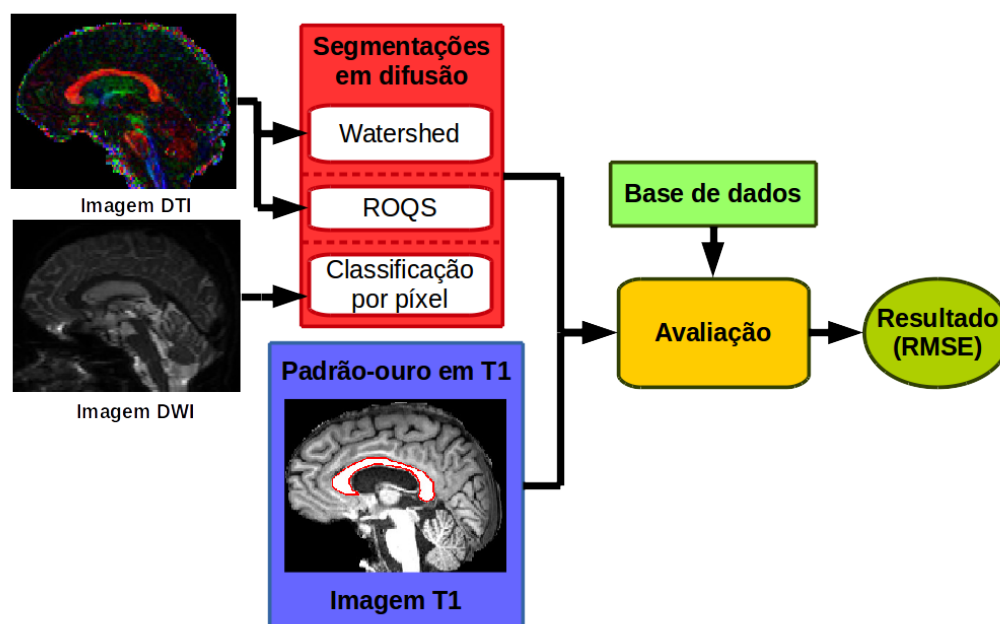 Segmentações
em difusão
Watershed
ROQS
Classificação
por píxel
Imagem DTI
Imagem DWI
Padrão-ouro em T1
Imagem T1
Base de dados
Avaliação
Resultado
(RMSE)